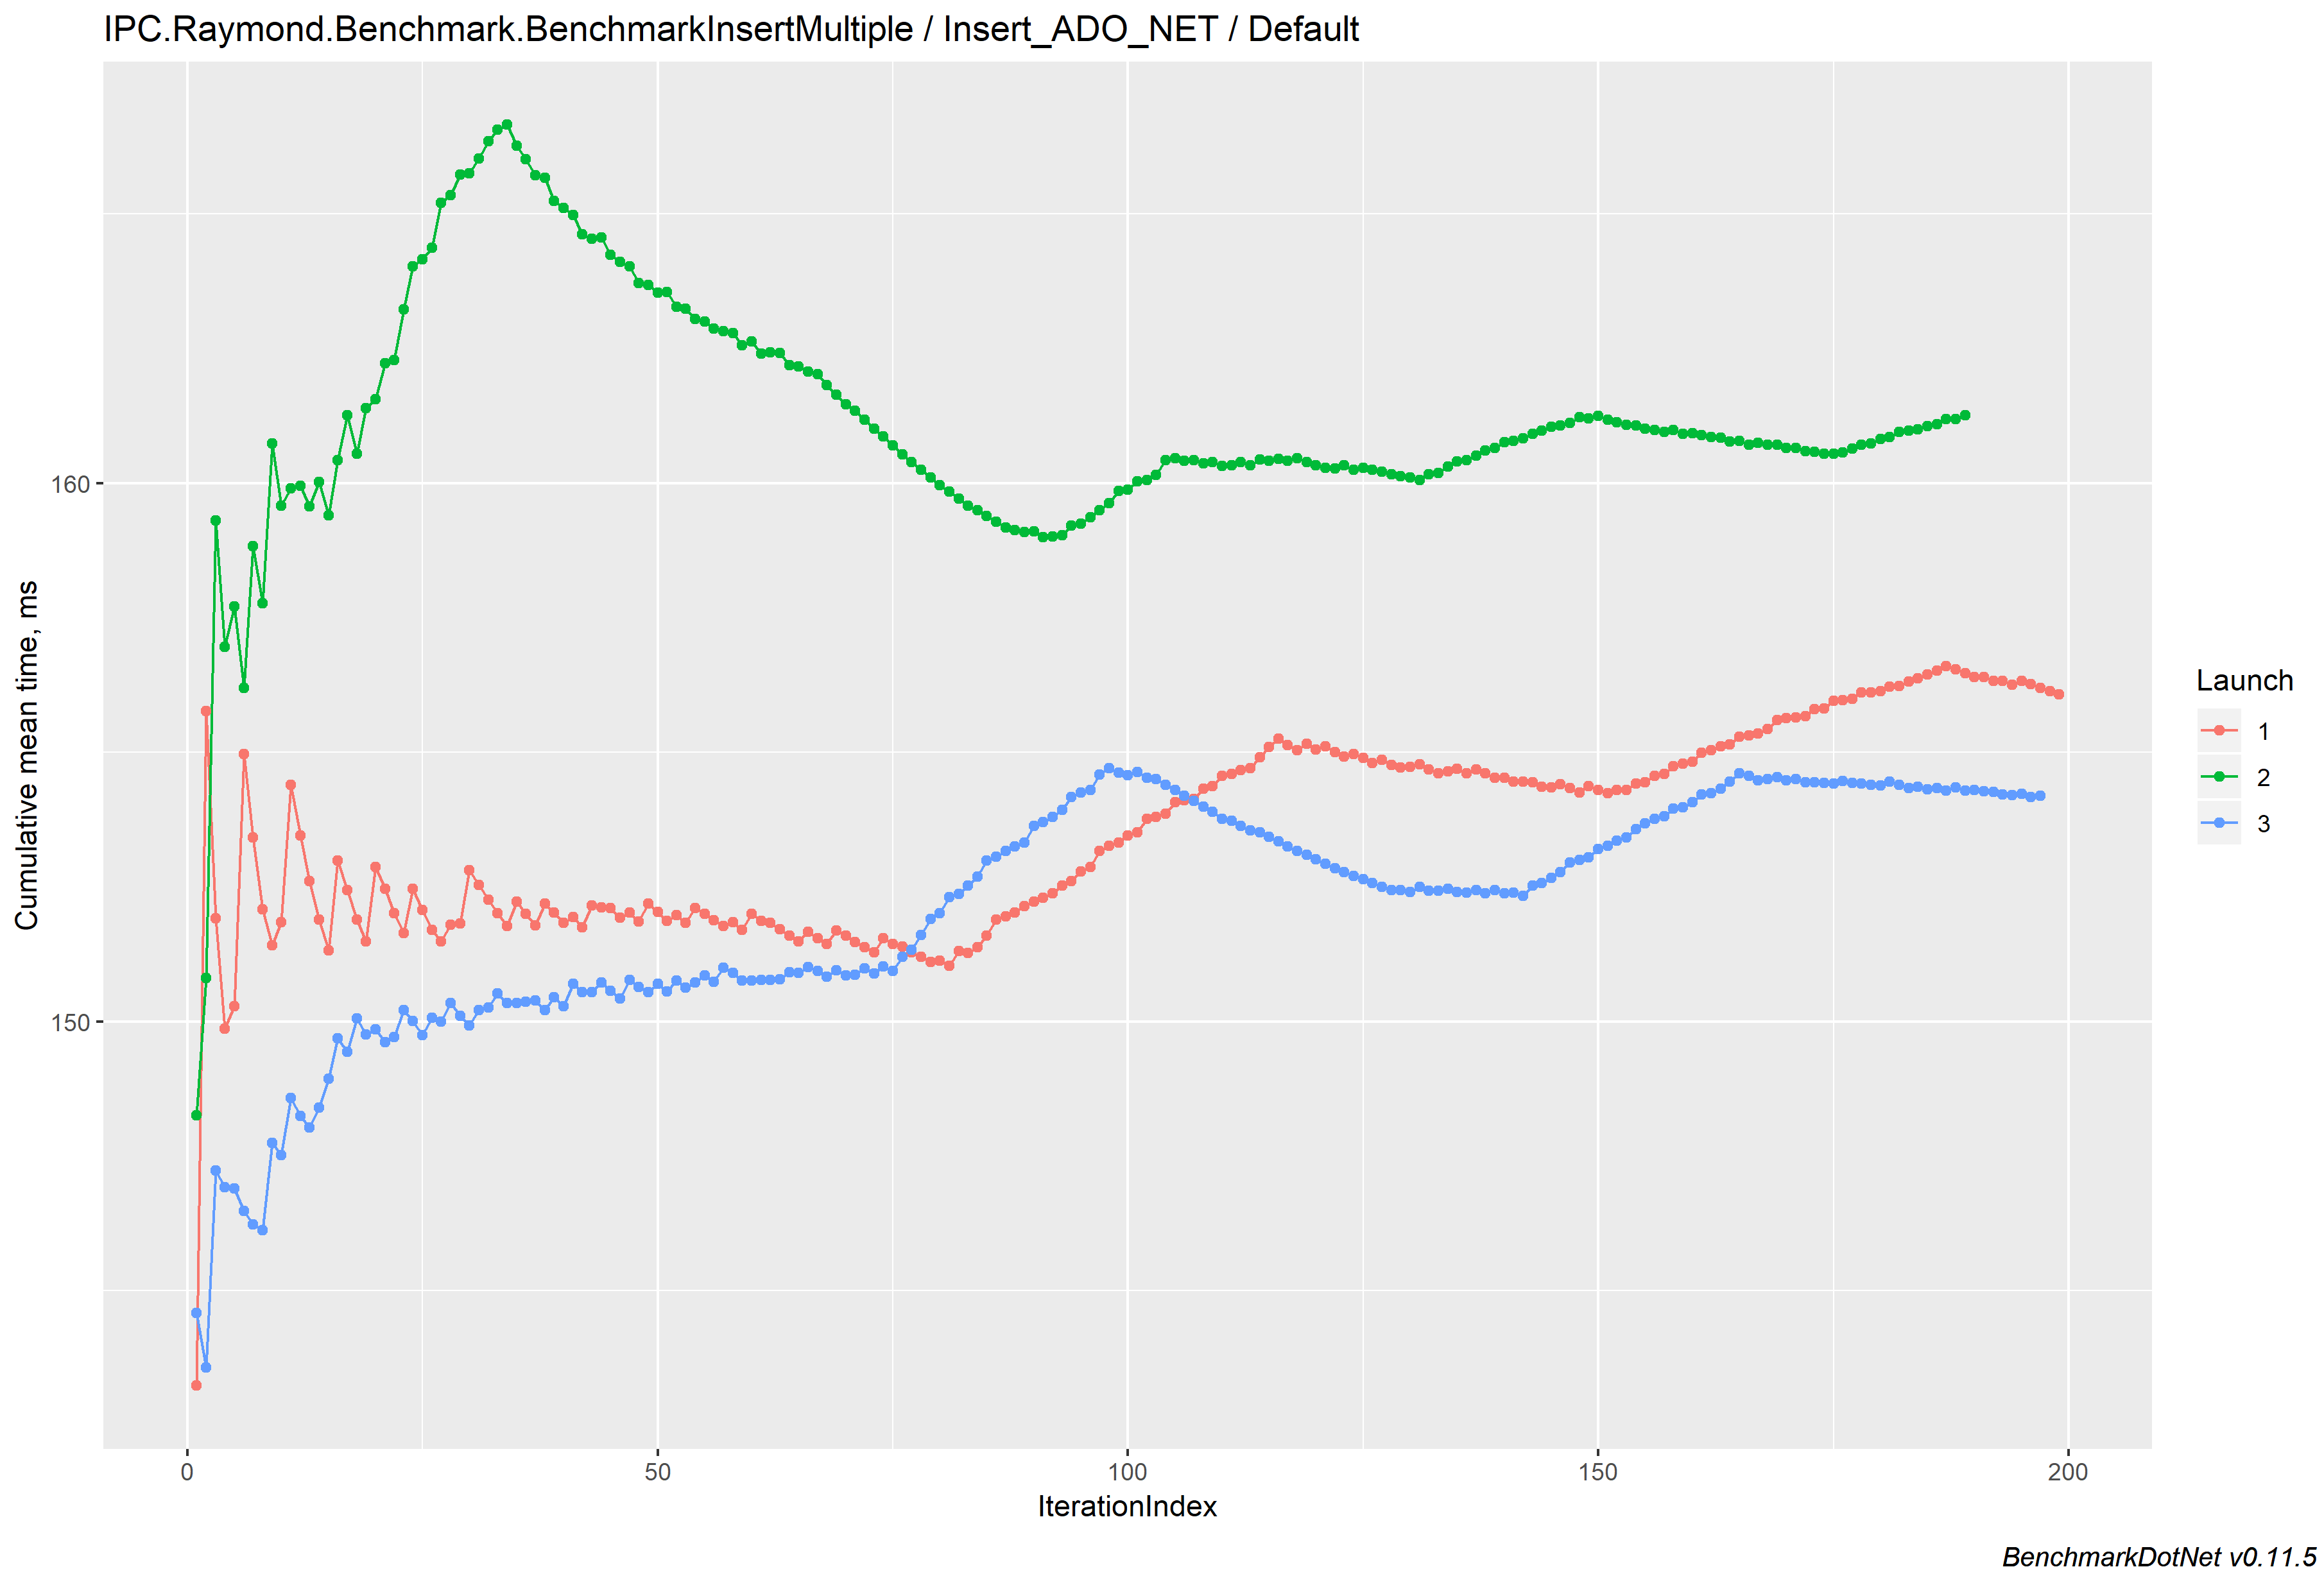 IPC.Raymond.Benchmark.BenchmarkInsertMultiple / Insert_ADO_NET / Default
Cumulative mean time, ms
160
150
0 50 100 150 200
IterationIndex
Launch
1
2
3
BenchmarkDotNet v0.11.5